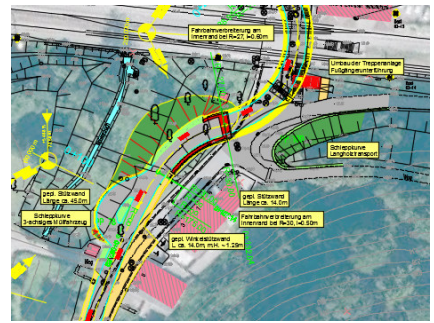 Fahrbahnverbreiterung am
Innenrand bei R=27, i=0.60m
Umbau der Treppenanlage
Fußgängerunterführung
Schleppkurve
Langholztransport
gepl. Stützwand
Länge ca. 45.0m
Schleppkurve
3-achsiges Müllfahrzeug
gepl. Stützwand
Länge ca. 14.0m
Fahrbahnverbreiterung am
Innenrand bei R=30, i=0.50m
gepl. Winkelstützwand
L. ca. 14.0m, m.H. ~ 1.25m